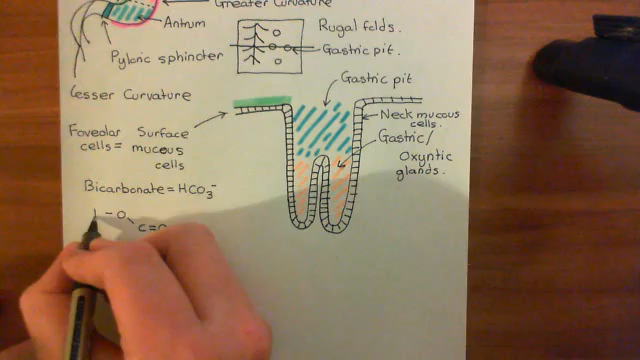 Greater Curvature
Antrum
Pyloric sphincter
Lesser Curvature
Rugal folds.
Gastric pit.
Gastric pit
Foveolar Surface
cells = mucous
cells
Neck mucous
cells.
Gastric/
Oxyntic
glands.
Bicarbonate = HCO3-
O
C=O